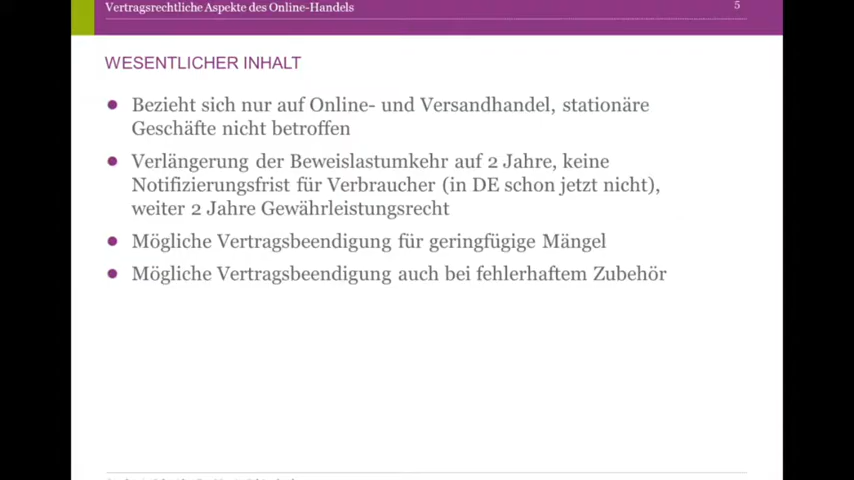 Vertragsrechtliche Aspekte des Online-Handels
5
WESENTLICHER INHALT
Bezieht sich nur auf Online- und Versandhandel, stationäre
Geschäfte nicht betroffen
Verlängerung der Beweislastumkehr auf 2 Jahre, keine
Notifizierungsfrist für Verbraucher (in DE schon jetzt nicht),
weiter 2 Jahre Gewährleistungsrecht
Mögliche Vertragsbeendigung für geringfügige Mängel
Mögliche Vertragsbeendigung auch bei fehlerhaftem Zubehör